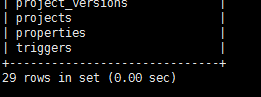 | project_versions |
| projects |
| properties |
| triggers |
+----------------------------+
29 rows in set (0.00 sec)